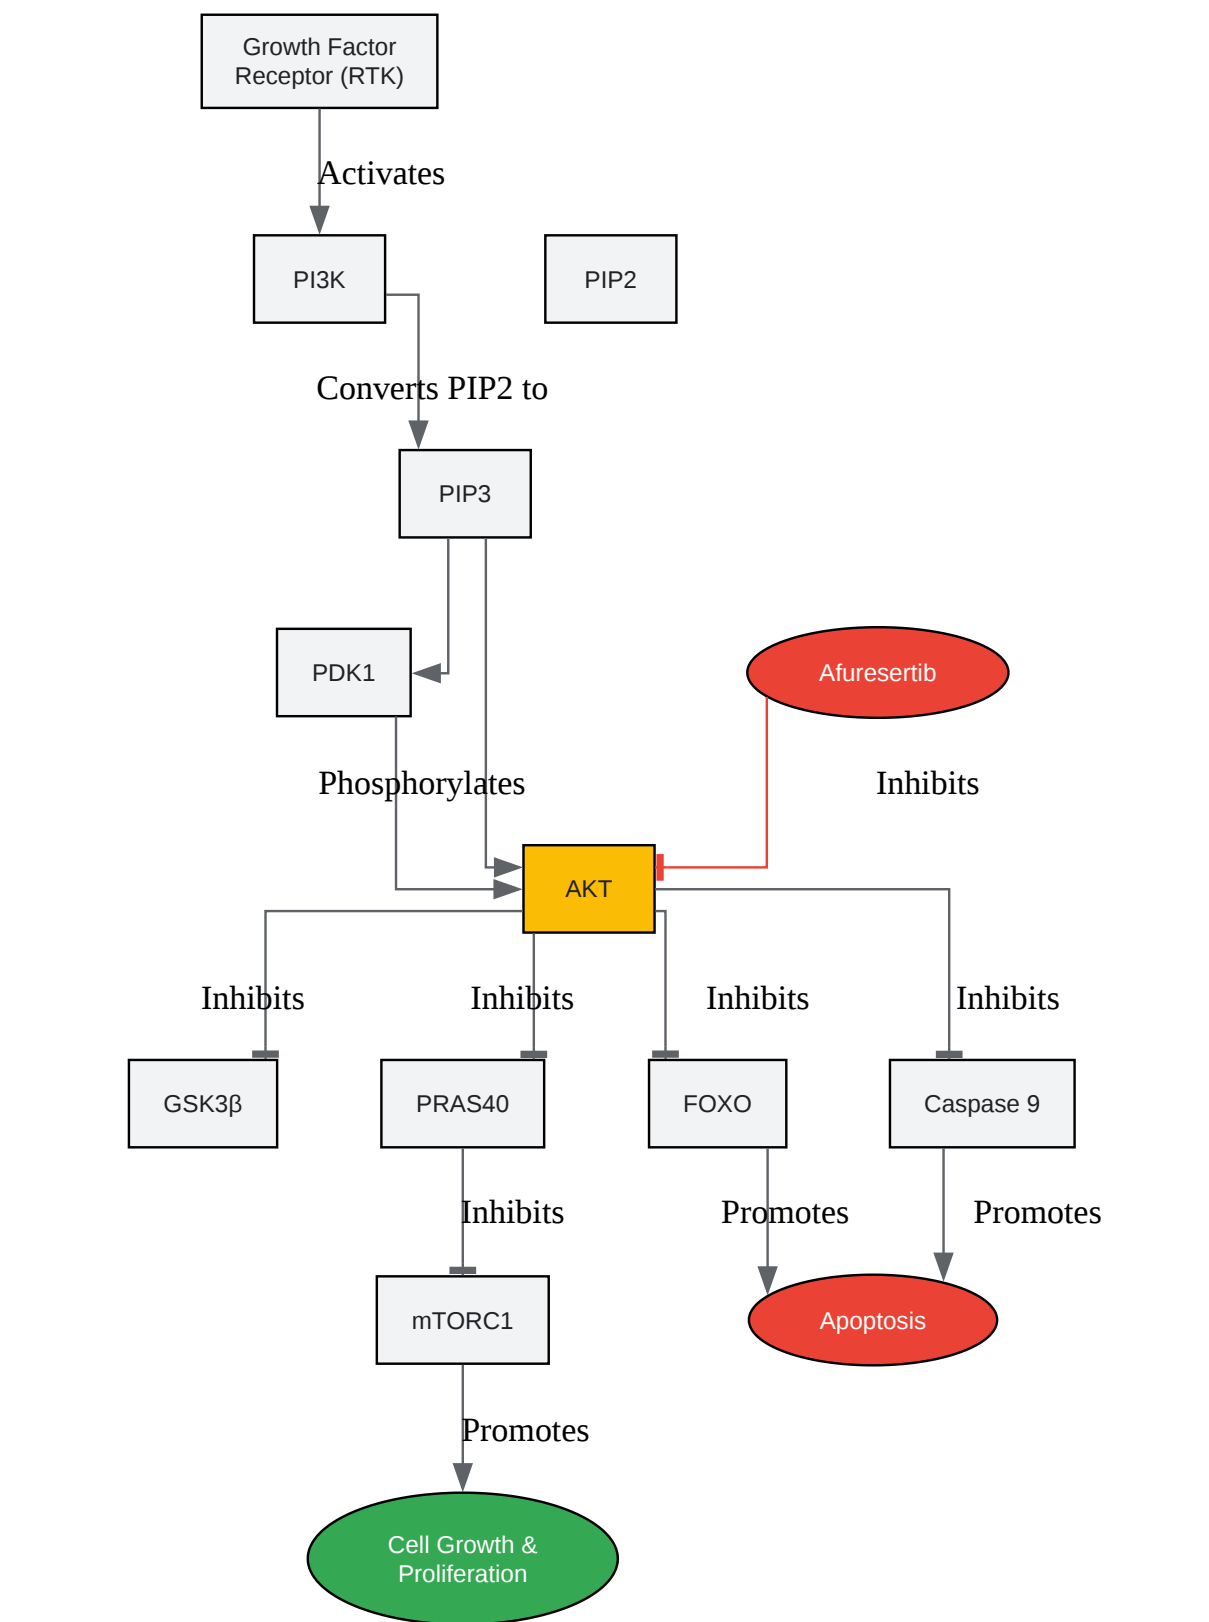 Growth Factor
Receptor (RTK)
Activates
PI3K
PIP2
Converts PIP2 to
PIP3
PDK1
Afuresertib
Phosphorylates
Inhibits
AKT
Inhibits
Inhibits
Inhibits
Inhibits
GSK3β
PRAS40
FOXO
Caspase 9
Inhibits
Promotes
Promotes
mTORC1
Apoptosis
Promotes
Cell Growth &
Proliferation